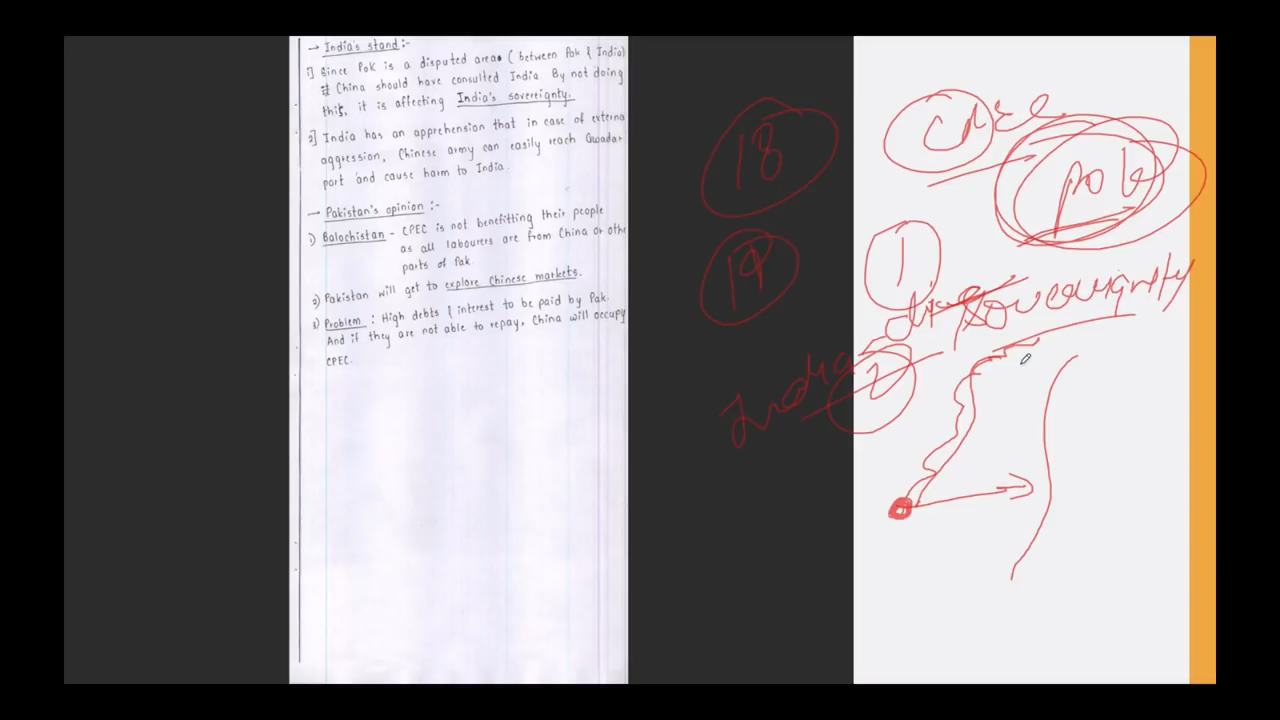 → India's stand :-
1] Since PoK is a disputed area (between Pak & India)
China should have consulted India. By not doing
this, it is affecting India's sovereignty.
2] India has an apprehension that in case of externa
aggression, Chinese army can easily reach Gwadar
port and cause harm to India.
→ Pakistan's opinion :-
1) Balochistan - CPEC is not benefitting their people
as all labourers are from China or othe
parts of Pak
2) Pakistan will get to explore Chinese markets.
3) Problem : High debts & interest to be paid by Pak.
And if they are not able to repay, China will occupy
CPEC.
18
19
CPEC
POK
1
sovereignty
India
2